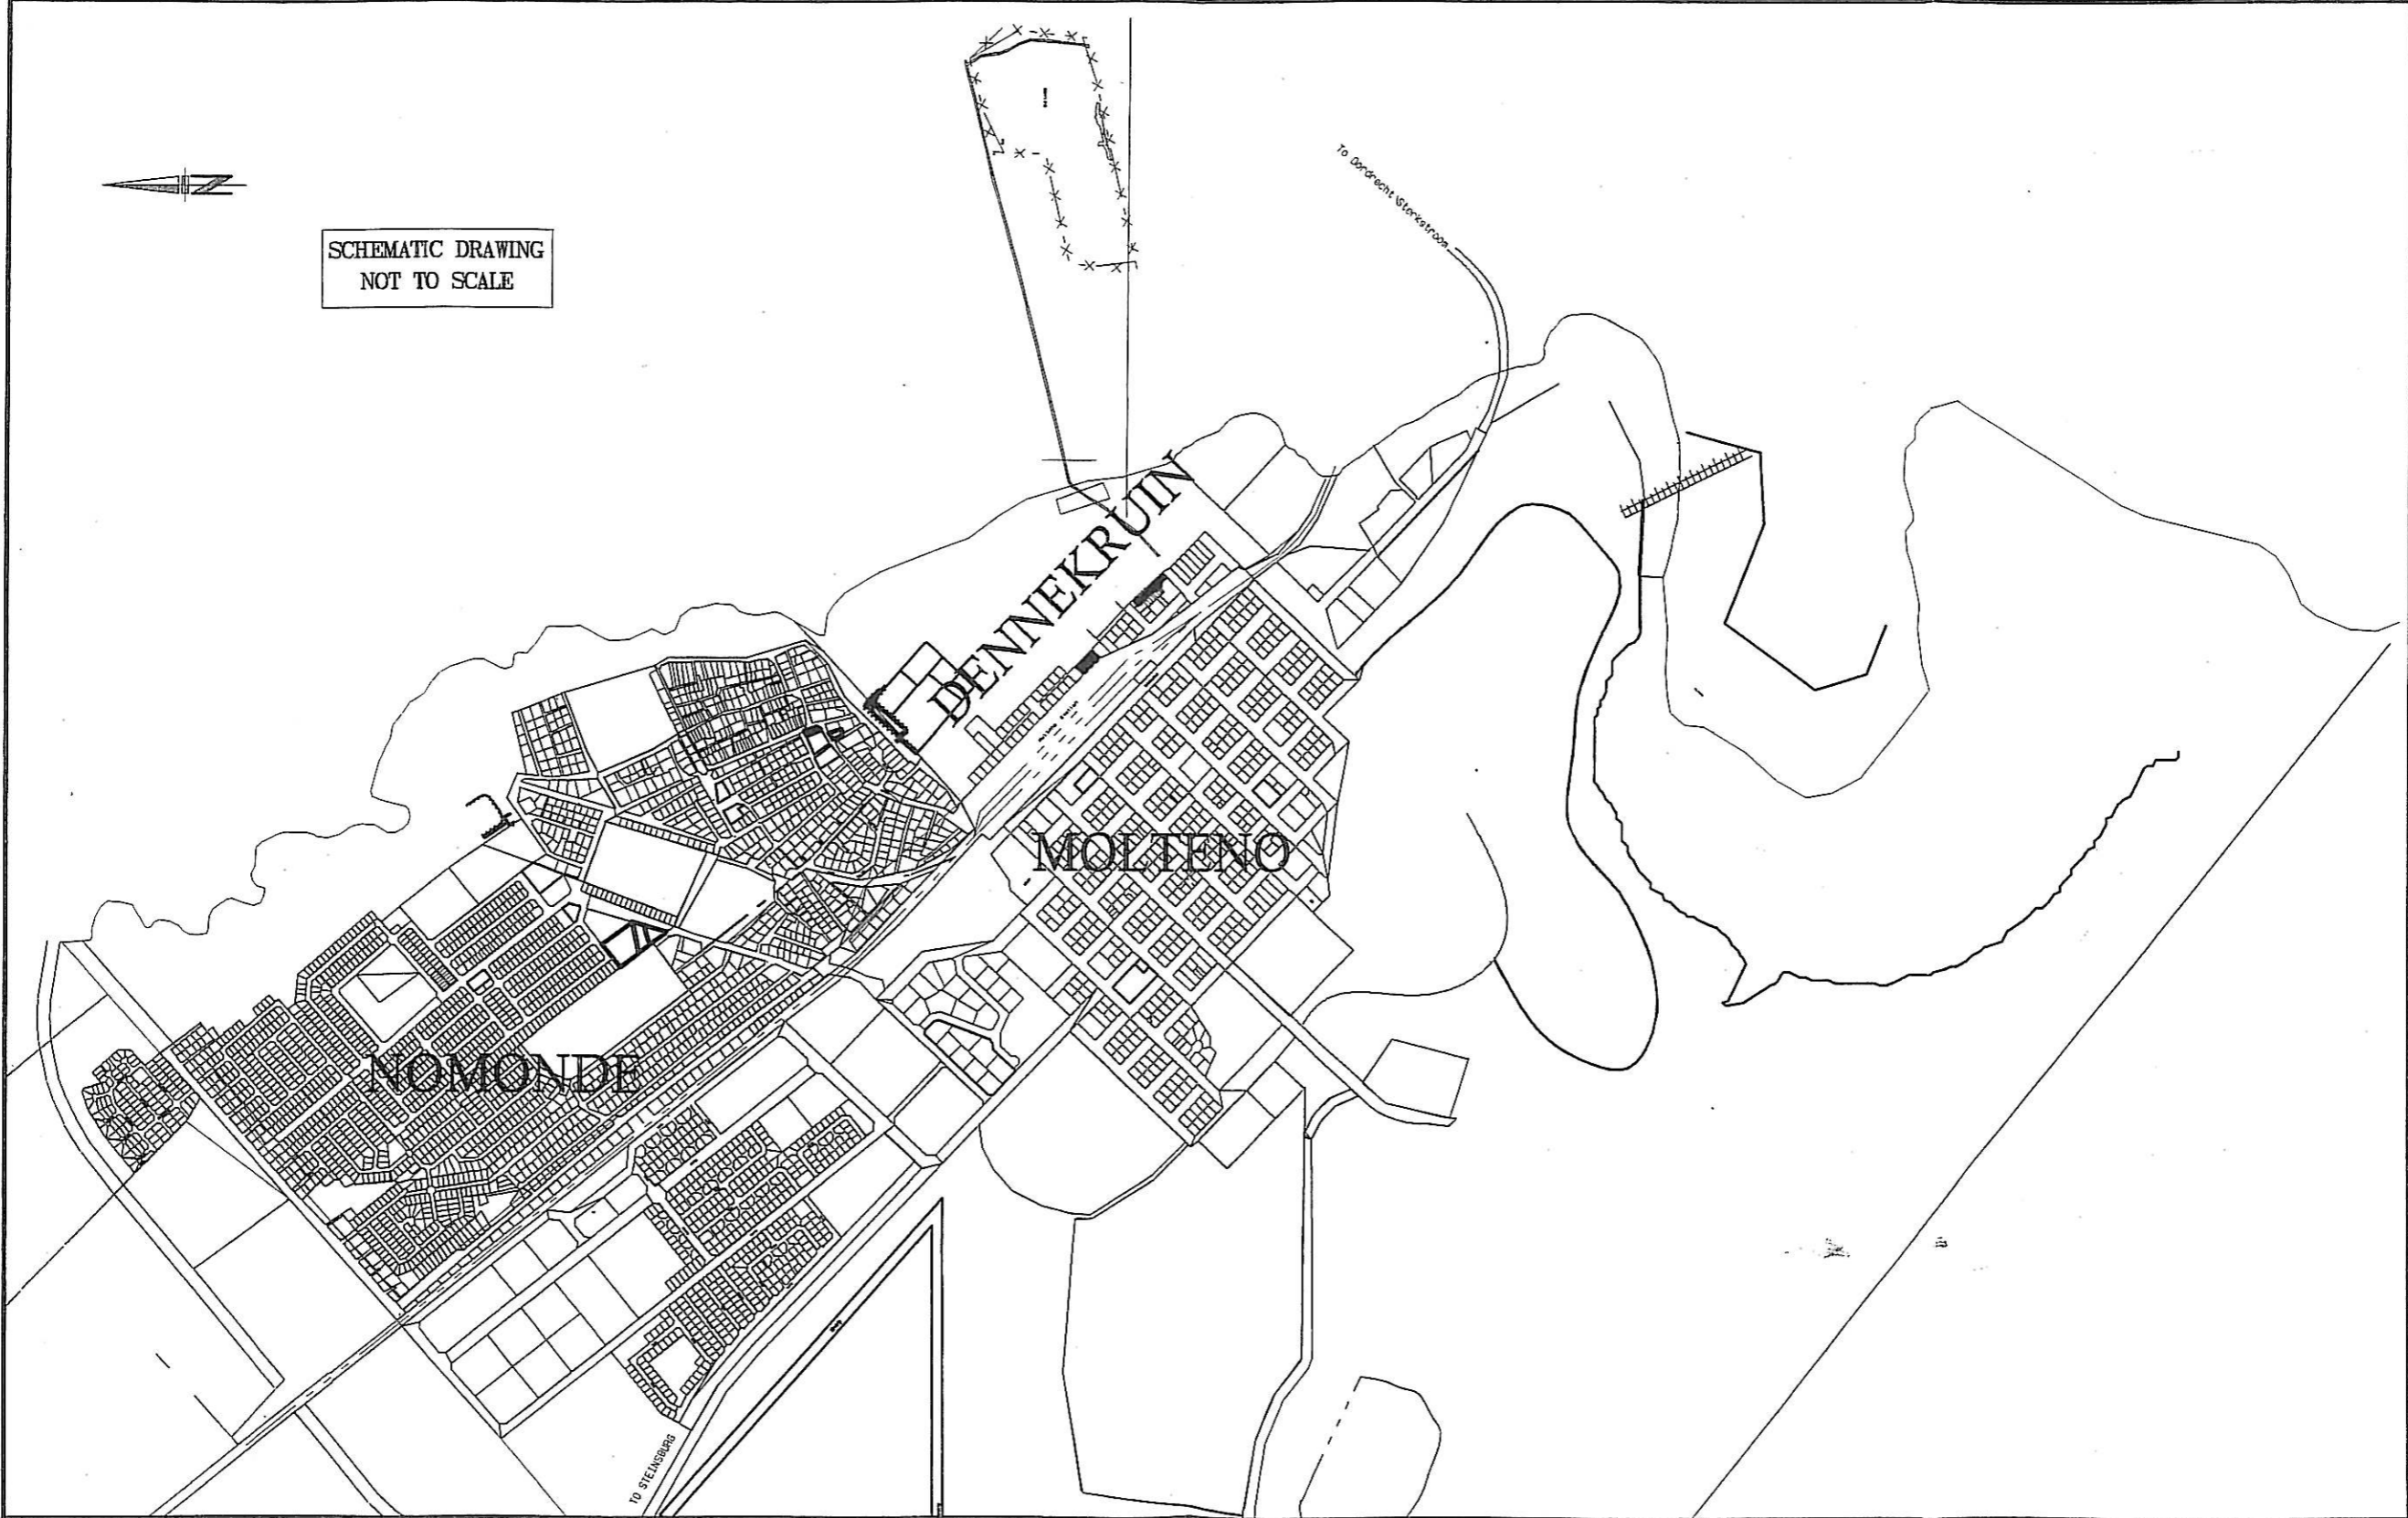 To Dordrecht \Sterkstroom
N
SCHEMATIC DRAWING
NOT TO SCALE
DENNEKRUIN
MOLTENO
NOMONDE
TO STEINSBURG